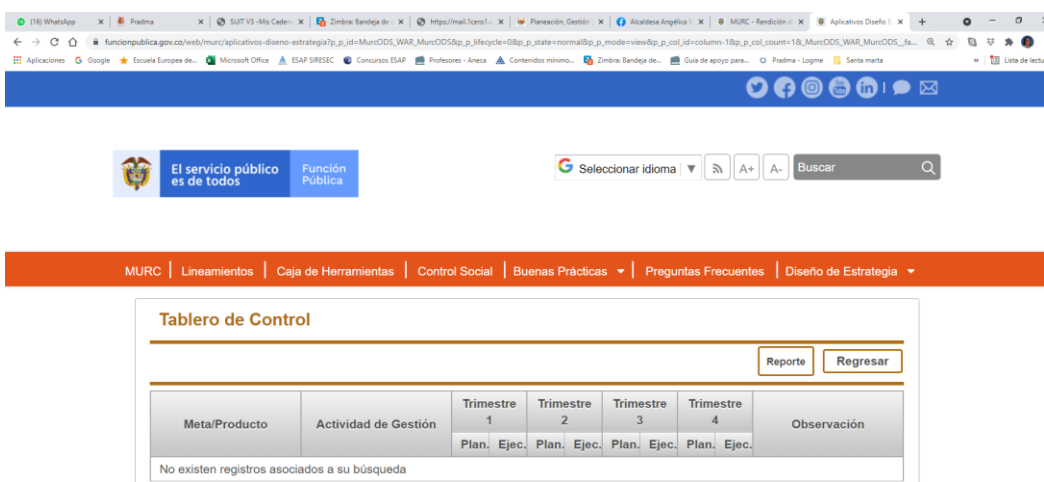 (16) WhatsApp
Pradma
SUIT V3 -Mis Caden
Zimbra: Bandeja de
https://mail.1cero1.c
Planeación, Gestión
Alcaldesa Angélica
MURC - Rendición d
Aplicativos Diseño E
funcionpublica.gov.co/web/murc/aplicativos-diseno-estrategia?p_p_id=MurcODS_WAR_MurcODS&p_p_lifecycle=0&p_p_state=normal&p_p_mode=view&p_p_col_id=column-1&p_p_col_count=1&_MurcODS_WAR_MurcODS__fa...
Aplicaciones
Google
Escuela Europea de...
Microsoft Office
ESAP SIRESEC
Concursos ESAP
Profesores - Aneca
Contenidos minimo...
Zimbra: Bandeja de...
Guía de apoyo para...
Pradma - Logme
Santa marta
»
Lista de lectu
El servicio público
es de todos
Función
Pública
Seleccionar idioma
A+
A-
Buscar
MURC
Lineamientos
Caja de Herramientas
Control Social
Buenas Prácticas
Preguntas Frecuentes
Diseño de Estrategia
Tablero de Control
Reporte
Regresar
Meta/Producto
Actividad de Gestión
Trimestre
1
Trimestre
2
Trimestre
3
Trimestre
4
Observación
Plan. Ejec. Plan. Ejec. Plan. Ejec. Plan. Ejec.
No existen registros asociados a su búsqueda